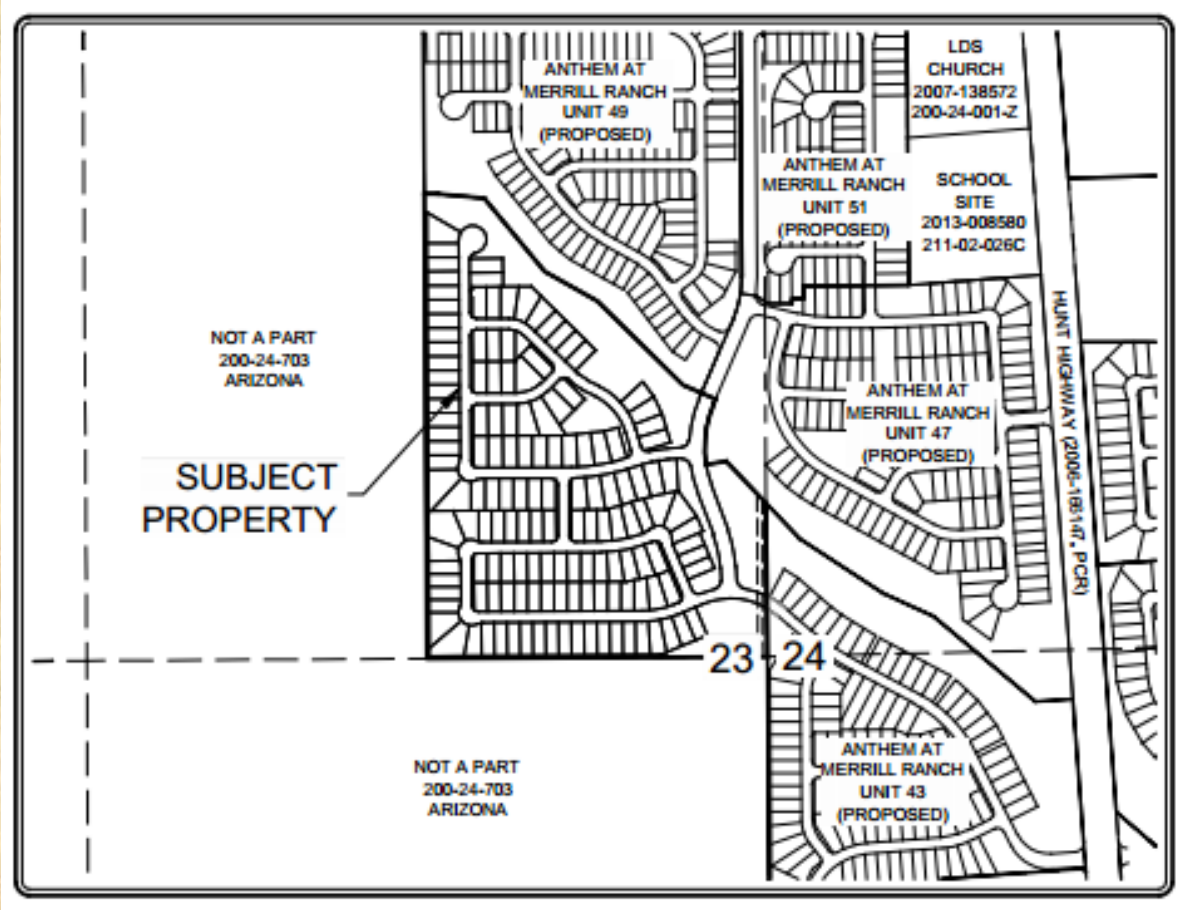 ANTHEM AT
MERRILL RANCH
UNIT 49
(PROPOSED)
LDS
CHURCH
2007-138572
200-24-001-Z
ANTHEM AT
MERRILL RANCH
UNIT 51
(PROPOSED)
SCHOOL
SITE
2013-008580
211-02-026C
NOT A PART
200-24-703
ARIZONA
HUNT HIGHWAY (2006-186147, PCR)
ANTHEM AT
MERRILL RANCH
UNIT 47
(PROPOSED)
SUBJECT
PROPERTY
23
24
NOT A PART
200-24-703
ARIZONA
ANTHEM AT
MERRILL RANCH
UNIT 43
(PROPOSED)